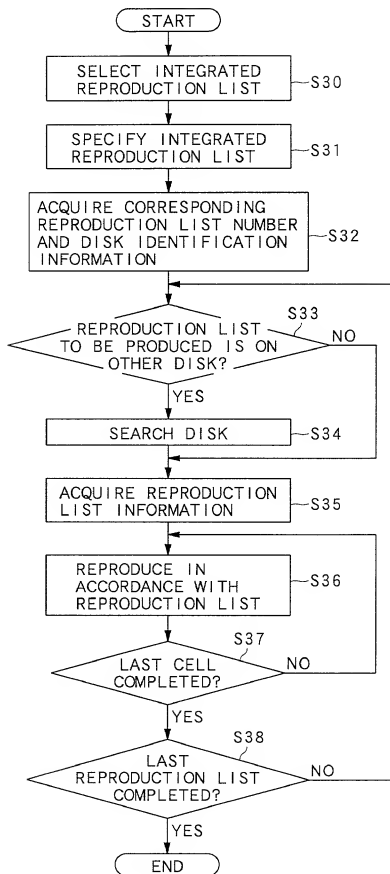 START
SELECT INTEGRATED
REPRODUCTION LIST
S30
SPECIFY INTEGRATED
REPRODUCTION LIST
S31
ACQUIRE CORRESPONDING
REPRODUCTION LIST NUMBER
AND DISK IDENTIFICATION
INFORMATION
S32
S33
REPRODUCTION LIST
TO BE PRODUCED IS ON
OTHER DISK?
NO
YES
SEARCH DISK
S34
ACQUIRE REPRODUCTION
LIST INFORMATION
S35
REPRODUCE IN
ACCORDANCE WITH
REPRODUCTION LIST
S36
S37
LAST CELL
COMPLETED?
NO
YES
S38
LAST
REPRODUCTION LIST
COMPLETED?
NO
YES
END